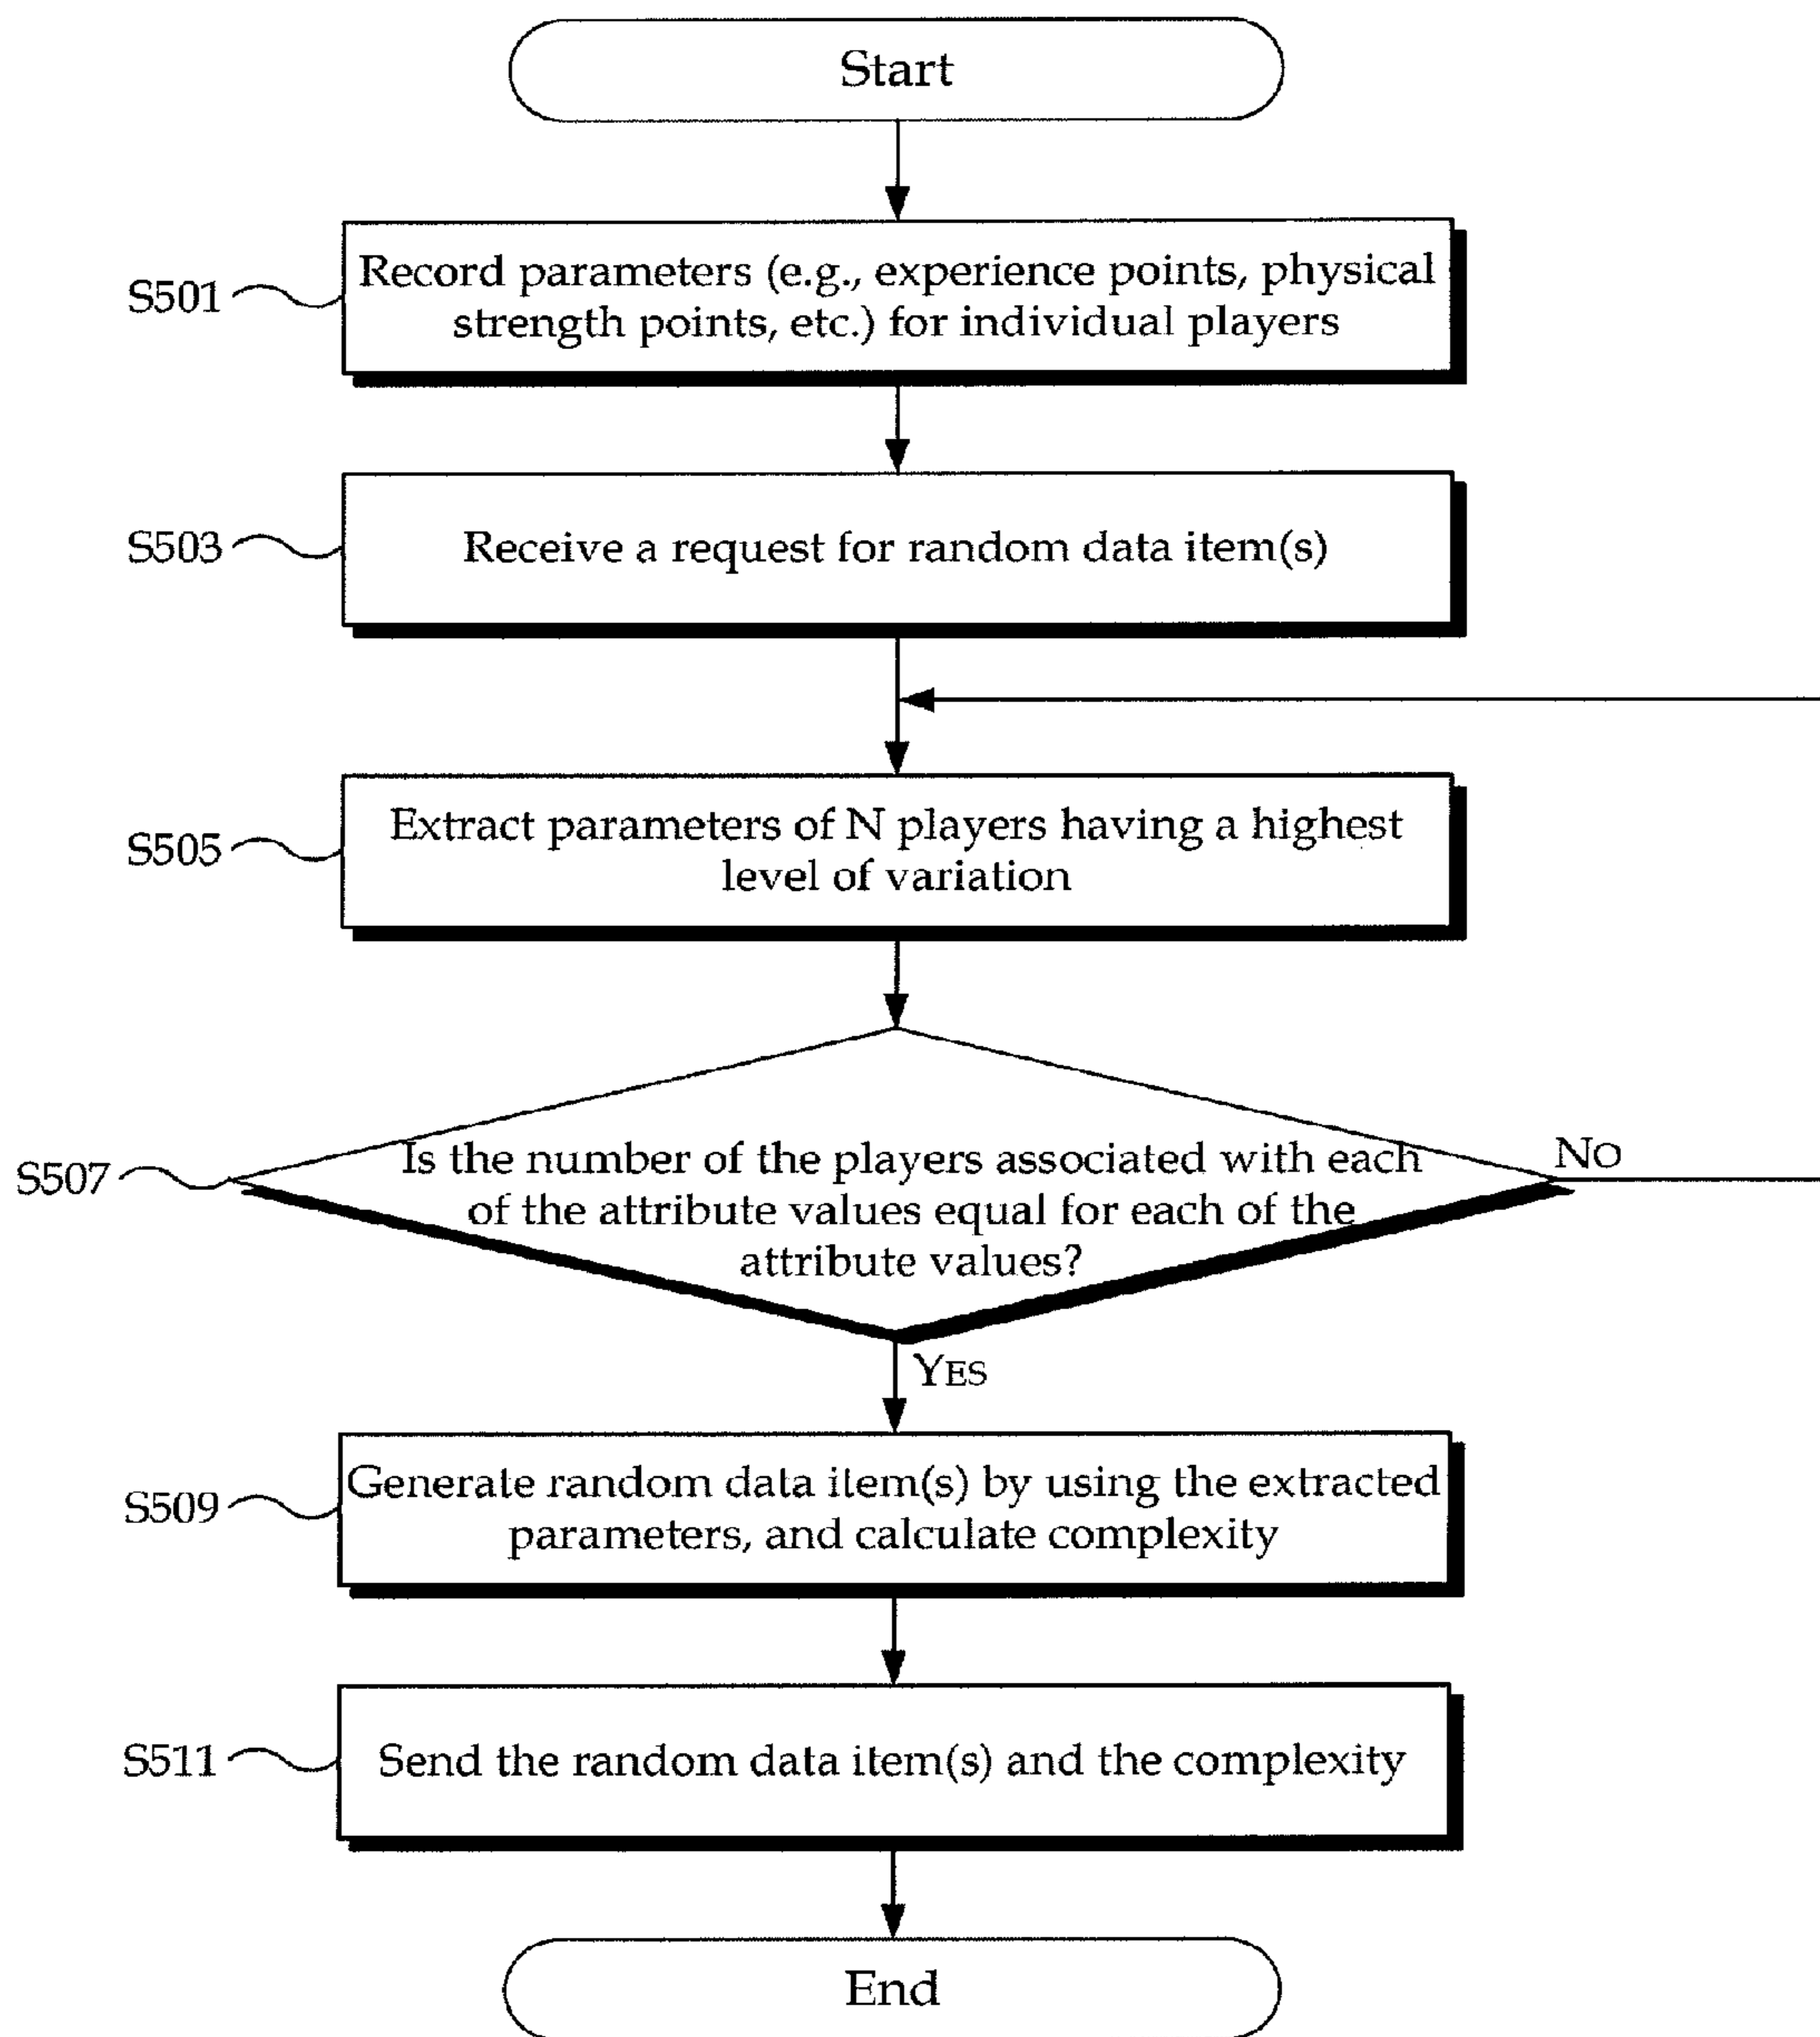 Start
S501
Record parameters (e.g., experience points, physical
strength points, etc.) for individual players
S503
Receive a request for random data item(s)
S505
Extract parameters of N players having a highest
level of variation
S507
Is the number of the players associated with each
of the attribute values equal for each of the
attribute values?
NO
YES
S509
Generate random data item(s) by using the extracted
parameters, and calculate complexity
S511
Send the random data item(s) and the complexity
End